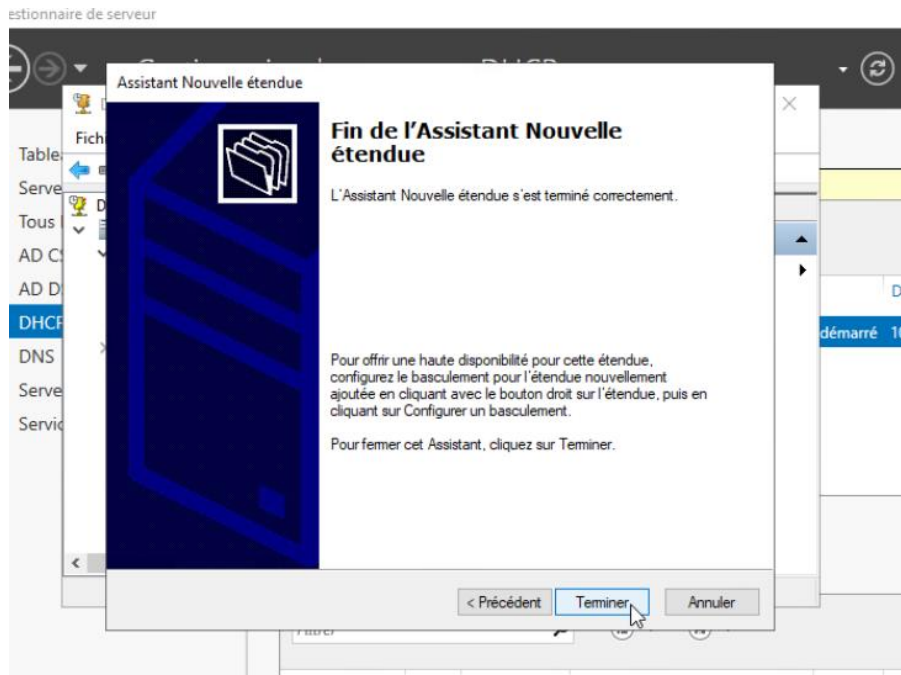 estionnaire de serveur
Assistant Nouvelle étendue
Fin de l'Assistant Nouvelle
étendue
L'Assistant Nouvelle étendue s'est terminé correctement.
Pour offrir une haute disponibilité pour cette étendue,
configurez le basculement pour l'étendue nouvellement
ajoutée en cliquant avec le bouton droit sur l'étendue, puis en
cliquant sur Configurer un basculement.
Pour fermer cet Assistant, cliquez sur Terminer.
< Précédent
Terminer
Annuler
Fichi
Table
Serve
Tous
AD C
AD D
DHCP
DNS
Serve
Servic
D
D
démarré 10